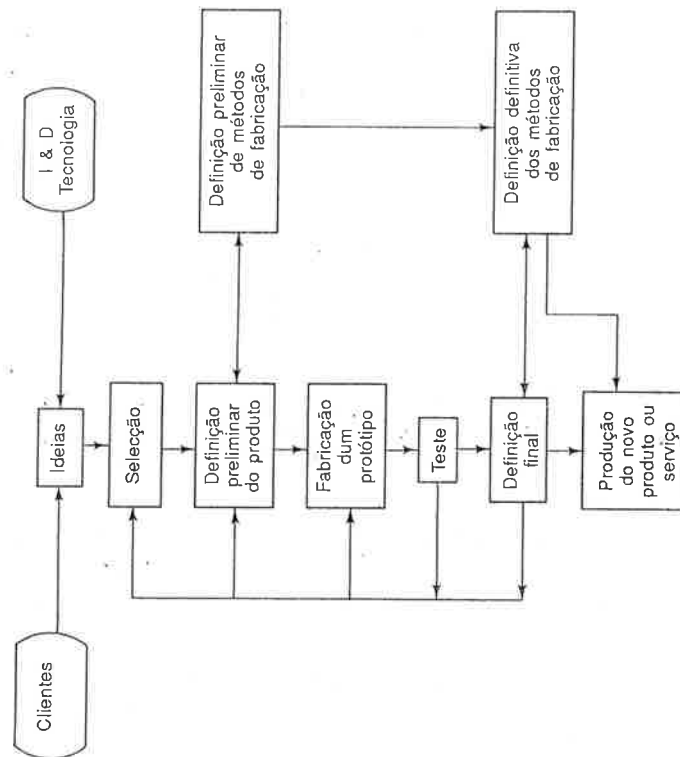 Clientes
I & D
Tecnologia
Ideias
Selecção
Definição
preliminar
do produto
Definição preliminar
de métodos
de fabricação
Fabricação
dum
protótipo
Teste
Definição
final
Definição definitiva
dos métodos
de fabricação
Produção
do novo
produto ou
serviço